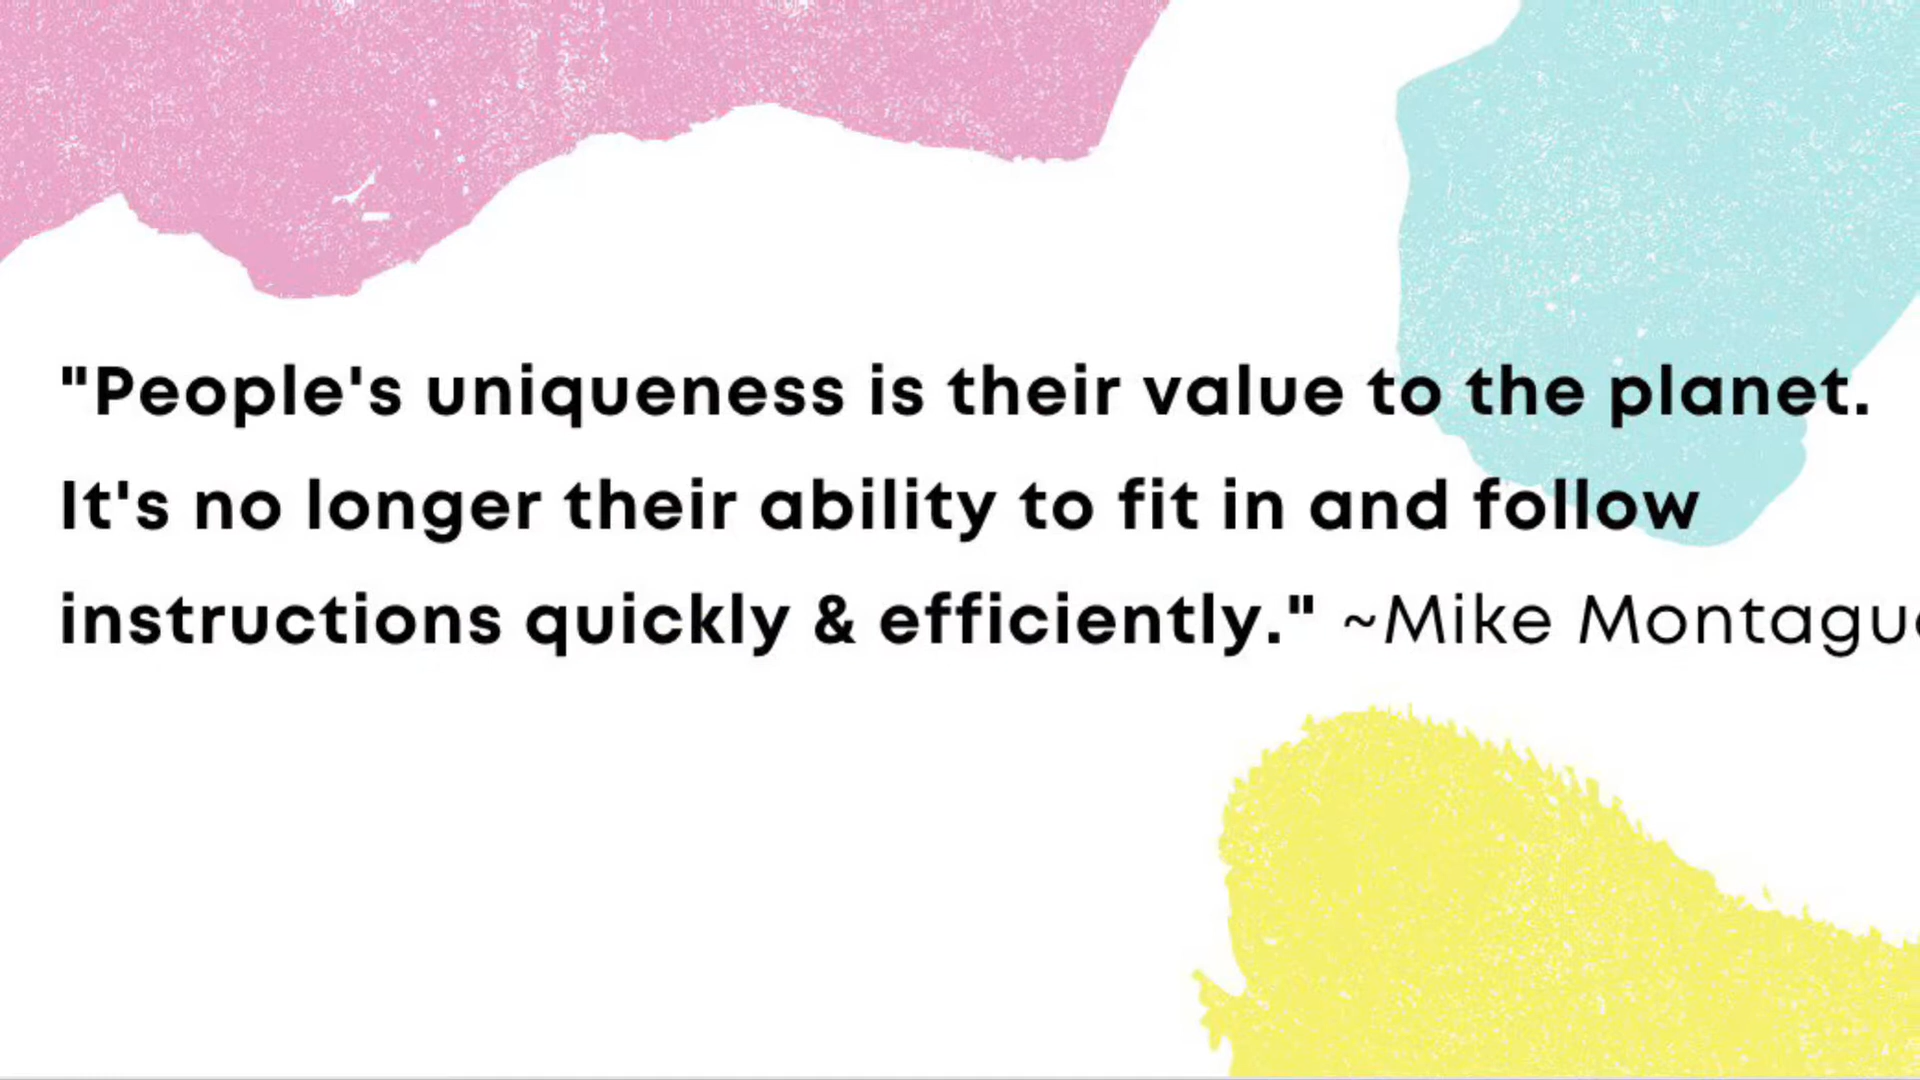 "People's uniqueness is their value to the planet.
It's no longer their ability to fit in and follow
instructions quickly & efficiently." ~Mike Montague